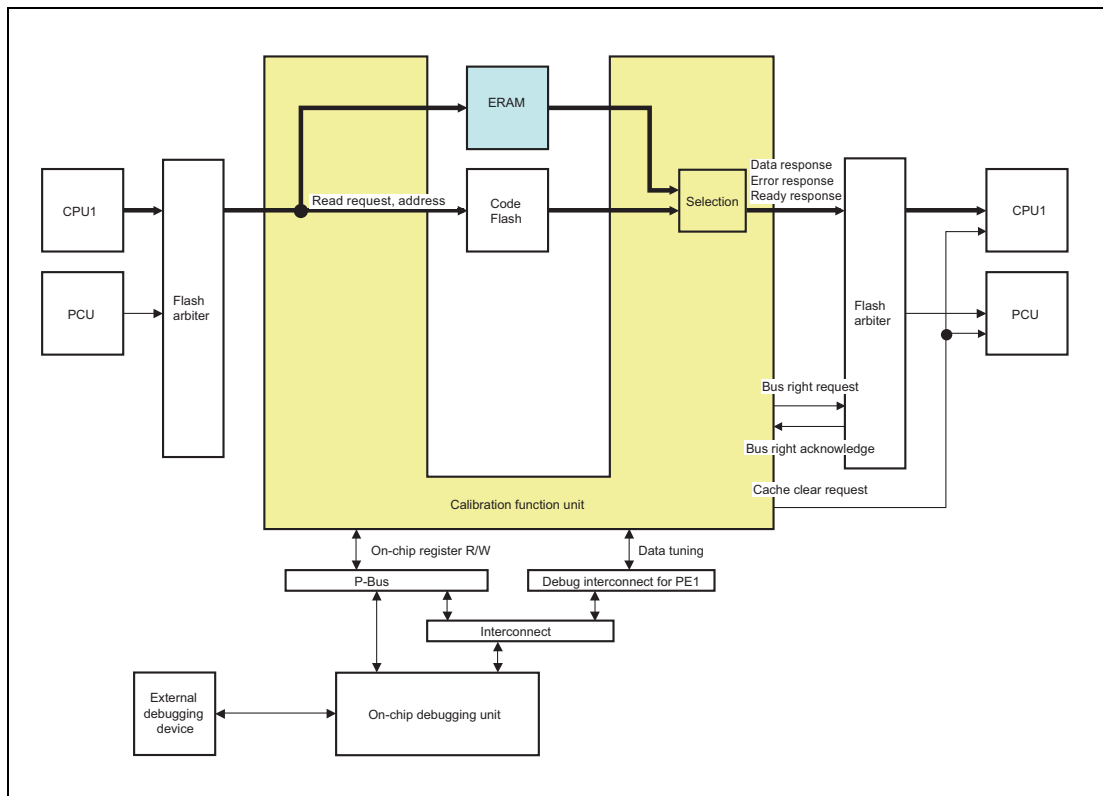 ERAM
Data response
Error response
Ready response
CPU1
Read request, address
Code
Flash
Selection
CPU1
PCU
Flash
arbiter
Flash
arbiter
PCU
Bus right request
Bus right acknowledge
Cache clear request
Calibration function unit
On-chip register R/W
Data tuning
P-Bus
Debug interconnect for PE1
Interconnect
External
debugging
device
On-chip debugging unit